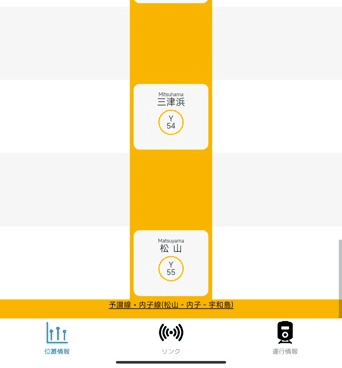 Mitsuhama
三津浜
Y
54
Matsuyama
松山
Y
55
予讃線・内子線(松山 - 内子 - 宇和島)
位置情報
リンク
運行情報